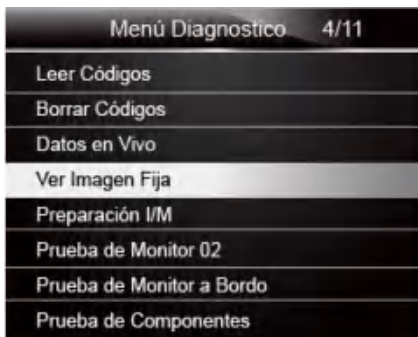 Menú Diagnostico 4/11
Leer Códigos
Borrar Códigos
Datos en Vivo
Ver Imagen Fija
Preparación I/M
Prueba de Monitor 02
Prueba de Monitor a Bordo
Prueba de Componentes